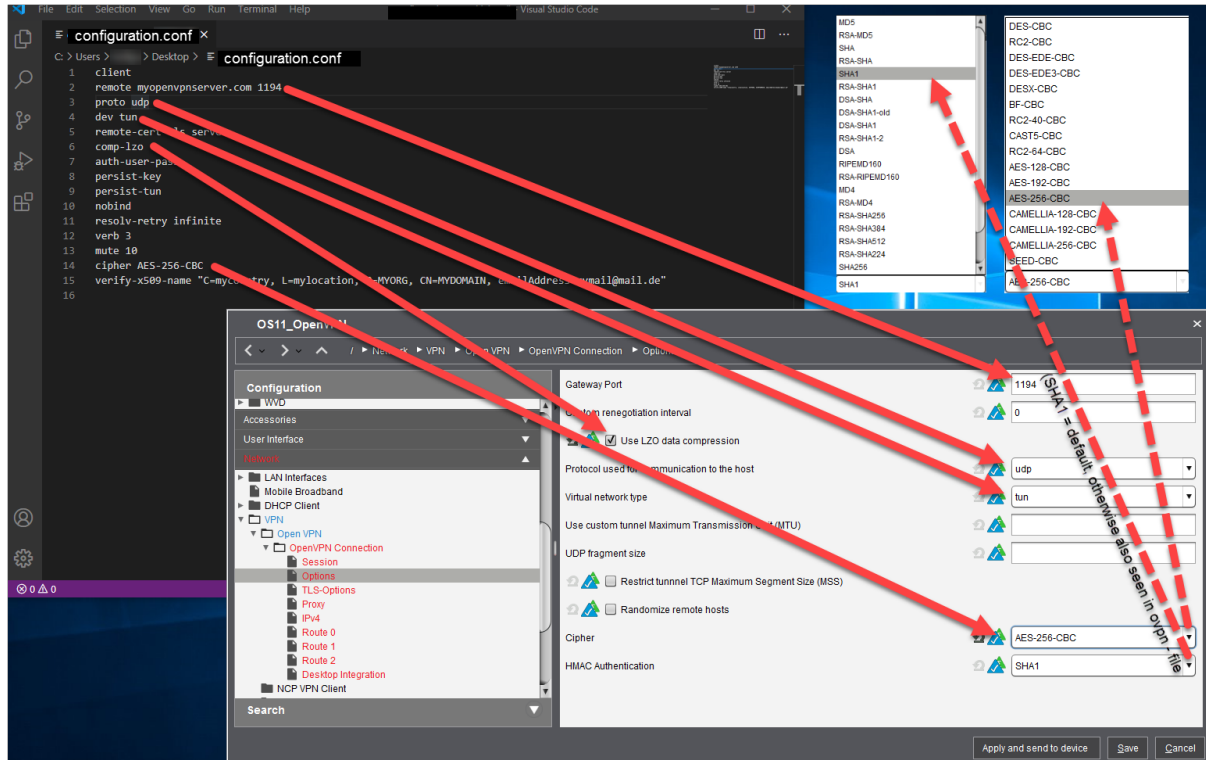 File Edit Selection View Go Run Terminal Help Visual Studio Code
configuration.conf
C: > Users > > Desktop > configuration.conf
1 client
2 remote myopenvpnserver.com 1194
3 proto udp
4 dev tun
5
6 comp-lzo
7
8 persist-key
9 persist-tun
10 nobind
11 resolv-retry infinite
12 verb 3
13 mute 10
14 cipher AES-256-CBC
15 verify-x509-name L=mylocation, CN=MYDOMAIN,
16
0 0
MD5
RSA-MD5
SHA
RSA-SHA
SHA1
RSA-SHA1
DSA-SHA
DSA-SHA1-old
DSA-SHA1
RSA-SHA1-2
DSA
RIPEMD160
RSA-RIPEMD160
MD4
RSA-MD4
RSA-SHA256
RSA-SHA384
RSA-SHA512
RSA-SHA224
SHA256
SHA1
DES-CBC
RC2-CBC
DES-EDE-CBC
DES-EDE3-CBC
DESX-CBC
BF-CBC
RC2-40-CBC
CAST5-CBC
RC2-64-CBC
AES-128-CBC
AES-192-CBC
AES-256-CBC
CAMELLIA-128-CBC
CAMELLIA-192-CBC
CAMELLIA-256-CBC
SEED-CBC
AES-256-CBC
OS11_OpenVPN
/ Network VPN Open VPN OpenVPN Connection Options
Configuration
WVD
Accessories
User Interface
Network
LAN Interfaces
Mobile Broadband
DHCP Client
VPN
Open VPN
OpenVPN Connection
Session
Options
TLS-Options
Proxy
IPv4
Route 0
Route 1
Route 2
Desktop Integration
NCP VPN Client
Search
Gateway Port 1194
Custom renegotiation interval 0
Use LZO data compression
Protocol used for communication to the host udp
Virtual network type tun
Use custom tunnel Maximum Transmission Unit (MTU)
UDP fragment size
Restrict tunnnel TCP Maximum Segment Size (MSS)
Randomize remote hosts
Cipher AES-256-CBC
HMAC Authentication SHA1
(SHA1 = default, otherwise also seen in ovpn - file
Apply and send to device Save Cancel